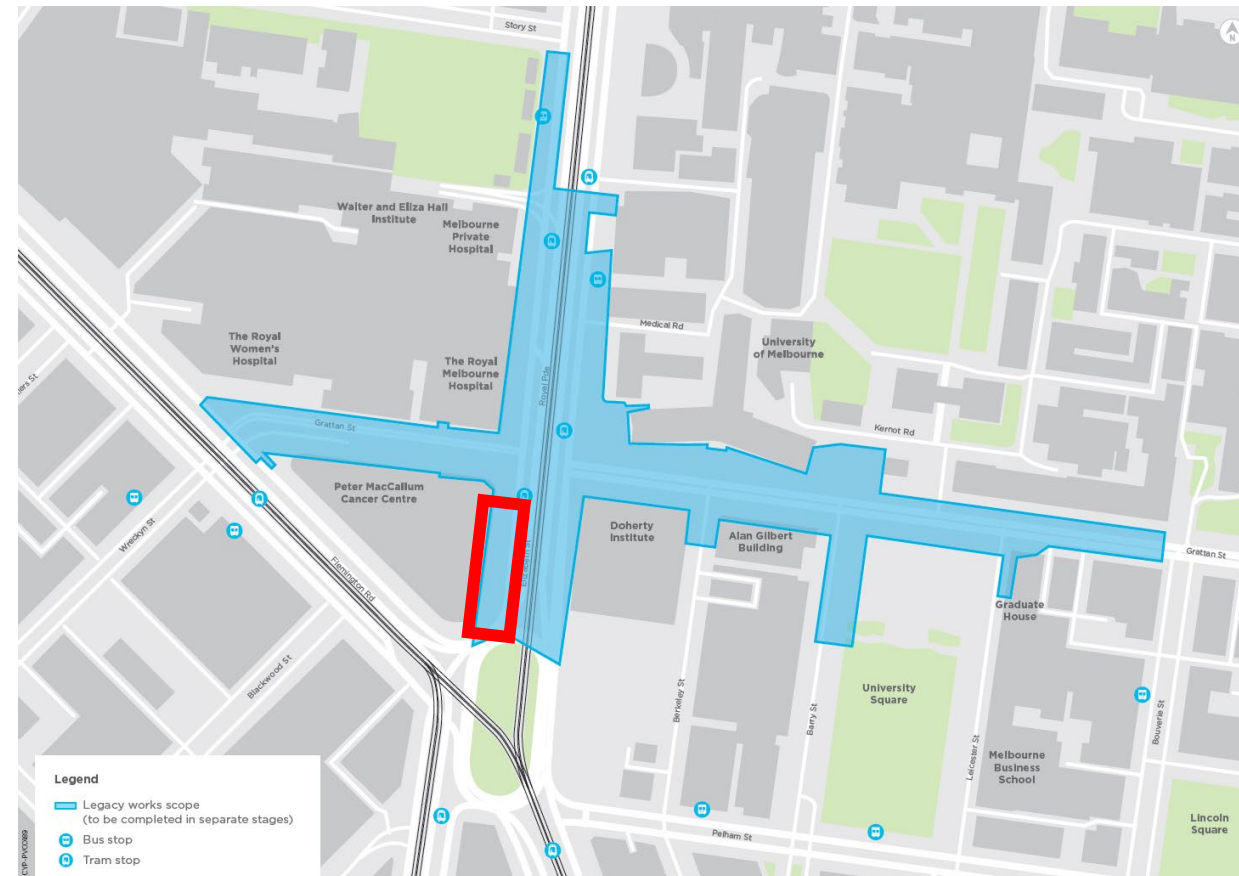 Story St
N
Walter and Eliza Hall
Institute
Melbourne
Private
Hospital
The Royal
Women's
Hospital
The Royal
Melbourne
Hospital
Royal Pde
Medical Rd
University
of Melbourne
Grattan St
Kernot Rd
Peter MacCallum
Cancer Centre
Doherty
Institute
Alan Gilbert
Building
Grattan St
Wreckyn St
Flemington Rd
Elizabeth St
Graduate
House
Blackwood St
Berkeley St
Barry St
University
Square
Leicester St
Bouverie St
Melbourne
Business
School
Lincoln
Square
Pelham St
Legend
Legacy works scope
(to be completed in separate stages)
Bus stop
Tram stop